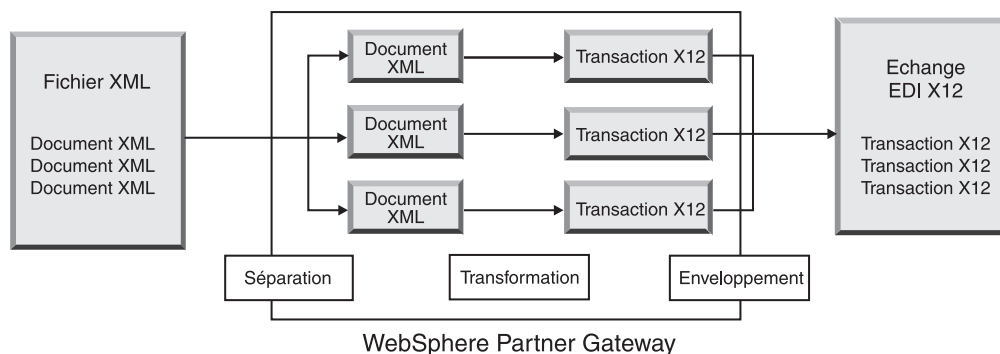 Fichier XML
Document XML
Document XML
Document XML
Document
XML
Document
XML
Document
XML
Transaction X12
Transaction X12
Transaction X12
Echange
EDI X12
Transaction X12
Transaction X12
Transaction X12
Séparation
Transformation
Enveloppement
WebSphere Partner Gateway